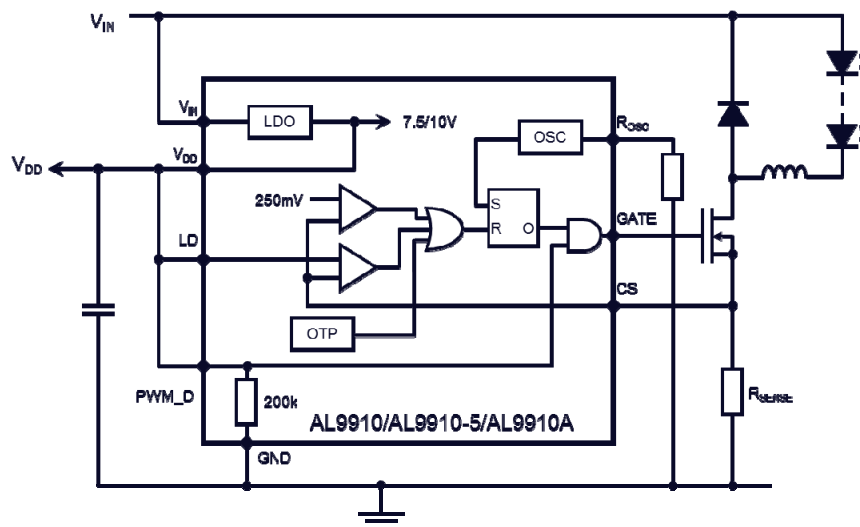 VIN
VIN
LDO
7.5/10V
OSC
ROSC
VDD
VDD
250mV
S
R
O
GATE
LD
CS
OTP
PWM_D
200k
RSENSE
AL9910/AL9910-5/AL9910A
GND